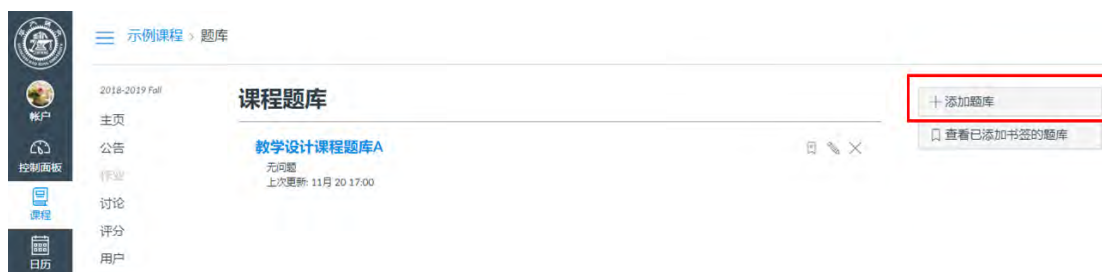 示例课程 › 题库
帐户
控制面板
课程
日历
2018-2019 Fall
主页
公告
作业
讨论
评分
用户
课程题库
教学设计课程题库A
无问题
上次更新: 11月 20 17:00
+添加题库
查看已添加书签的题库